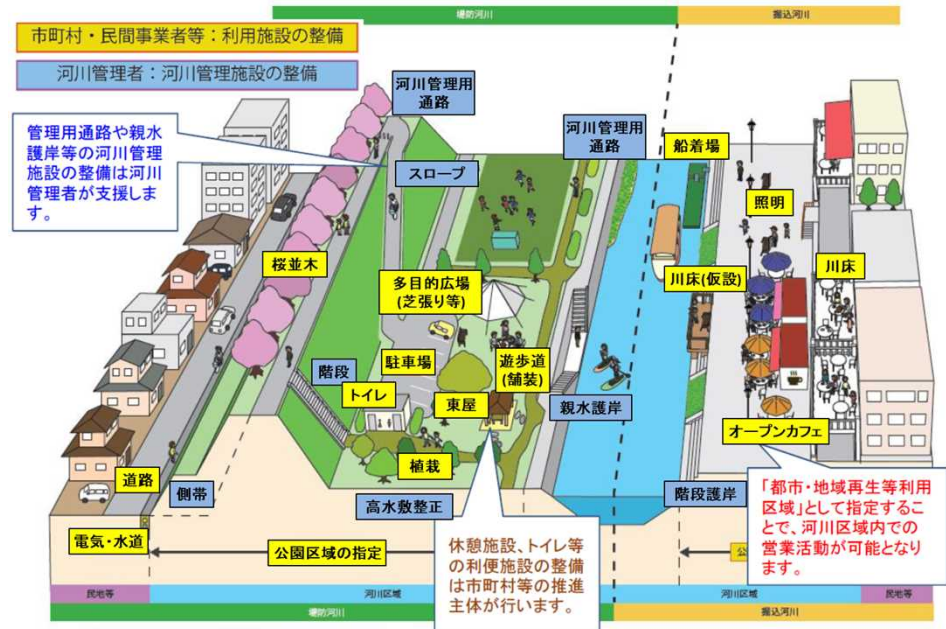 堤防河川
掘込河川
市町村・民間事業者等：利用施設の整備
河川管理者：河川管理施設の整備
管理用通路や親水
護岸等の河川管理
施設の整備は河川
管理者が支援しま
す。
河川管理用
通路
スロープ
河川管理用
通路
船着場
照明
桜並木
多目的広場
(芝張り等)
川床(仮設)
川床
駐車場
遊歩道
(舗装)
階段
トイレ
東屋
親水護岸
オープンカフェ
植栽
道路
側帯
高水敷整正
階段護岸
電気・水道
公園区域の指定
休憩施設、トイレ等
の利便施設の整備
は市町村等の推進
主体が行います。
「都市・地域再生等利用
区域」として指定するこ
とで、河川区域内での
営業活動が可能となり
ます。
民地等
河川区域
河川区域
民地等
堤防河川
掘込河川